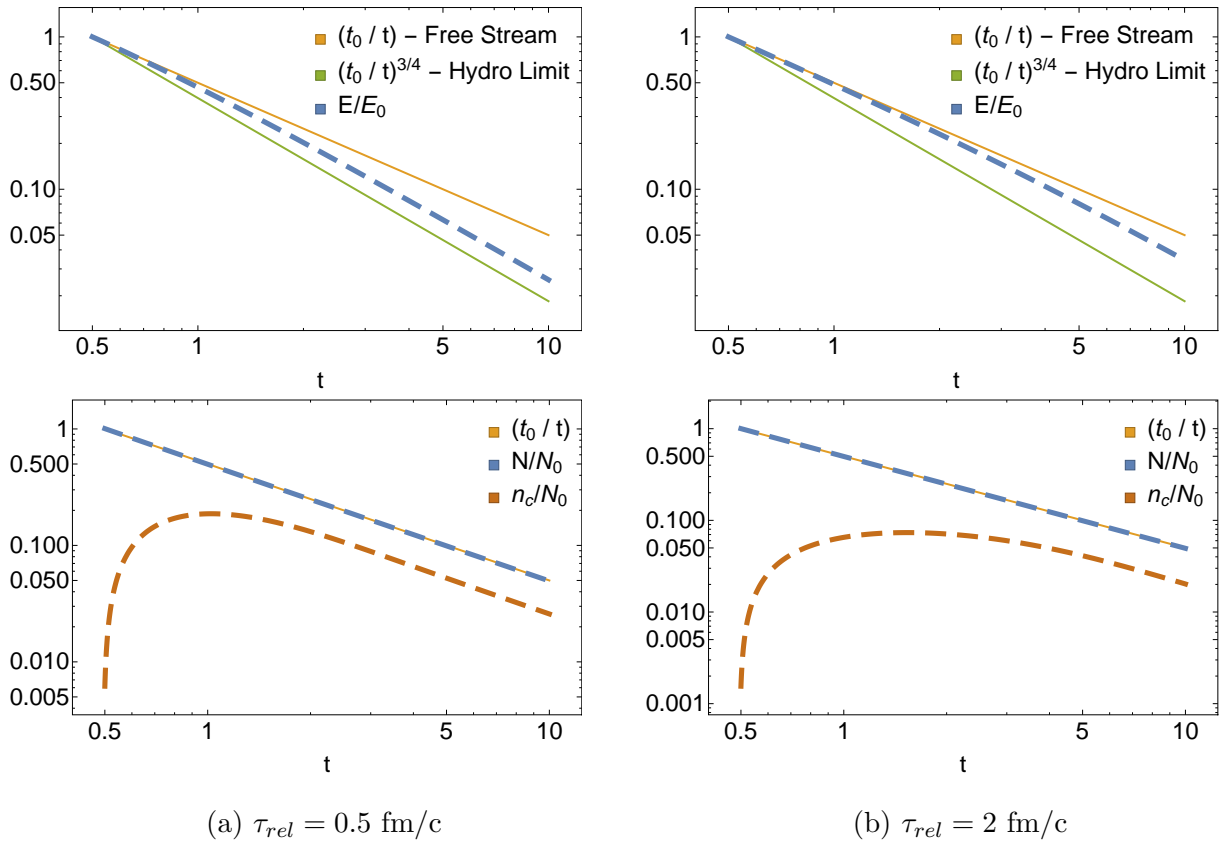 (t₀ / t) – Free Stream
(t₀ / t)^3/4 – Hydro Limit
E/E₀
1
0.50
0.10
0.05
0.5
1
5
10
t
(t₀ / t) – Free Stream
(t₀ / t)^3/4 – Hydro Limit
E/E₀
1
0.50
0.10
0.05
0.5
1
5
10
t
(t₀ / t)
N/N₀
n_c/N₀
1
0.500
0.100
0.050
0.010
0.005
0.5
1
5
10
t
(t₀ / t)
N/N₀
n_c/N₀
1
0.500
0.100
0.050
0.010
0.005
0.001
0.5
1
5
10
t
(a) τ_rel = 0.5 fm/c
(b) τ_rel = 2 fm/c